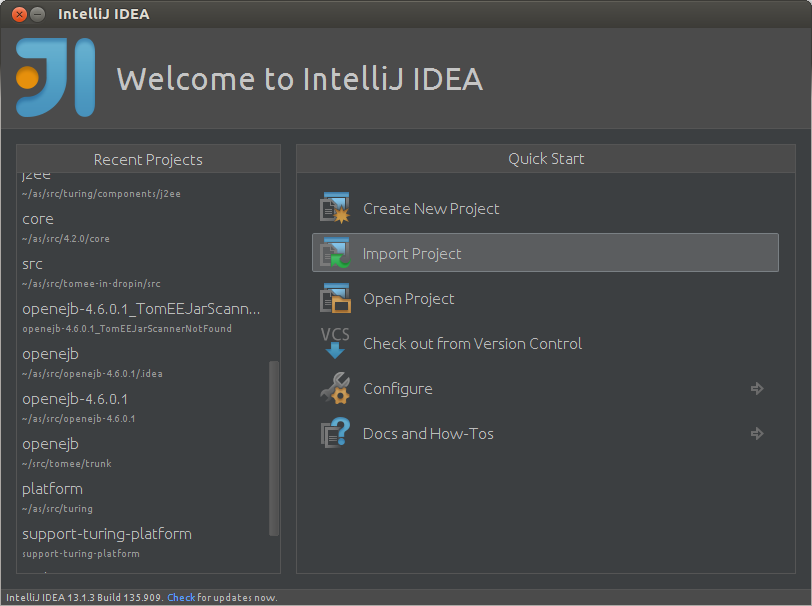 IntelliJ IDEA
Welcome to IntelliJ IDEA
Recent Projects
j2ee
~/as/src/turing/components/j2ee
core
~/as/src/4.2.0/core
src
~/as/src/tomee-in-dropin/src
openejb-4.6.0.1_TomEEJarScann...
openejb-4.6.0.1_TomEEJarScannerNotFound
openejb
~/as/src/openejb-4.6.0.1/.idea
openejb-4.6.0.1
~/as/src/openejb-4.6.0.1
openejb
~/src/tomee/trunk
platform
~/as/src/turing
support-turing-platform
support-turing-platform
Quick Start
Create New Project
Import Project
Open Project
VCS
Check out from Version Control
Configure
Docs and How-Tos
IntelliJ IDEA 13.1.3 Build 135.909. Check for updates now.